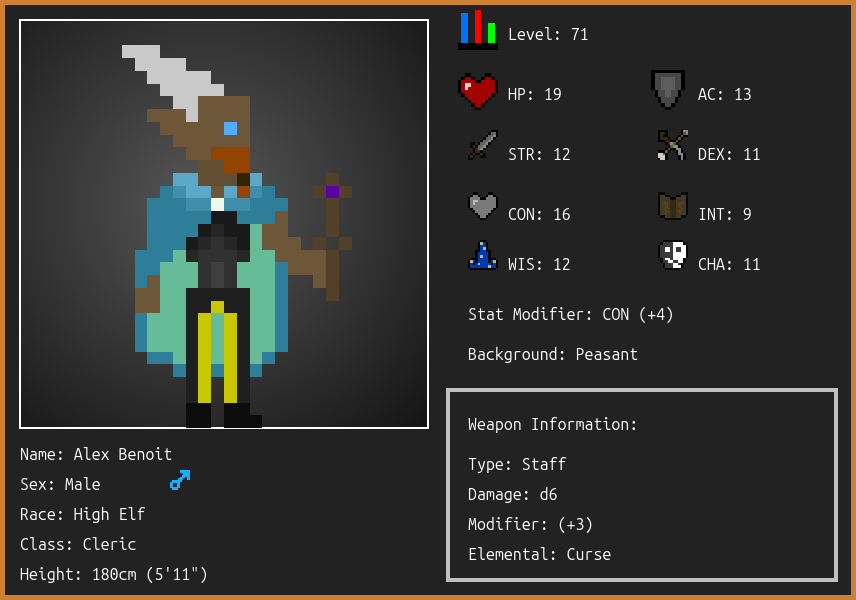 Level: 71
HP: 19
AC: 13
STR: 12
DEX: 11
CON: 16
INT: 9
WIS: 12
CHA: 11
Stat Modifier: CON (+4)
Background: Peasant
Weapon Information:
Type: Staff
Damage: d6
Modifier: (+3)
Elemental: Curse
Name: Alex Benoit
Sex: Male
Race: High Elf
Class: Cleric
Height: 180cm (5'11")